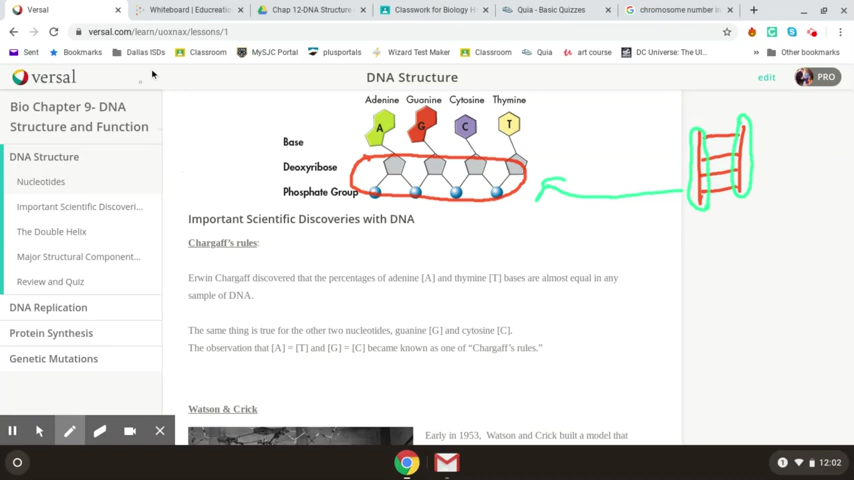 Versal
Whiteboard | Educreatio
Chap 12-DNA Structure
Classwork for Biology H
Quia - Basic Quizzes
chromosome number in
versal.com/learn/uoxnax/lessons/1
Sent
Bookmarks
Dallas ISDs
Classroom
MySJC Portal
plusportals
Wizard Test Maker
Classroom
Quia
art course
DC Universe: The Ul...
»
Other bookmarks
versal
DNA Structure
edit
PRO
Bio Chapter 9- DNA
Structure and Function
DNA Structure
Nucleotides
Important Scientific Discoveri...
The Double Helix
Major Structural Component...
Review and Quiz
DNA Replication
Protein Synthesis
Genetic Mutations
Adenine Guanine Cytosine Thymine
A G C T
Base
Deoxyribose
Phosphate Group
Important Scientific Discoveries with DNA
Chargaff's rules:
Erwin Chargaff discovered that the percentages of adenine [A] and thymine [T] bases are almost equal in any
sample of DNA.
The same thing is true for the other two nucleotides, guanine [G] and cytosine [C].
The observation that [A] = [T] and [G] = [C] became known as one of “Chargaff's rules.”
Watson & Crick
Early in 1953, Watson and Crick built a model that
1
12:02